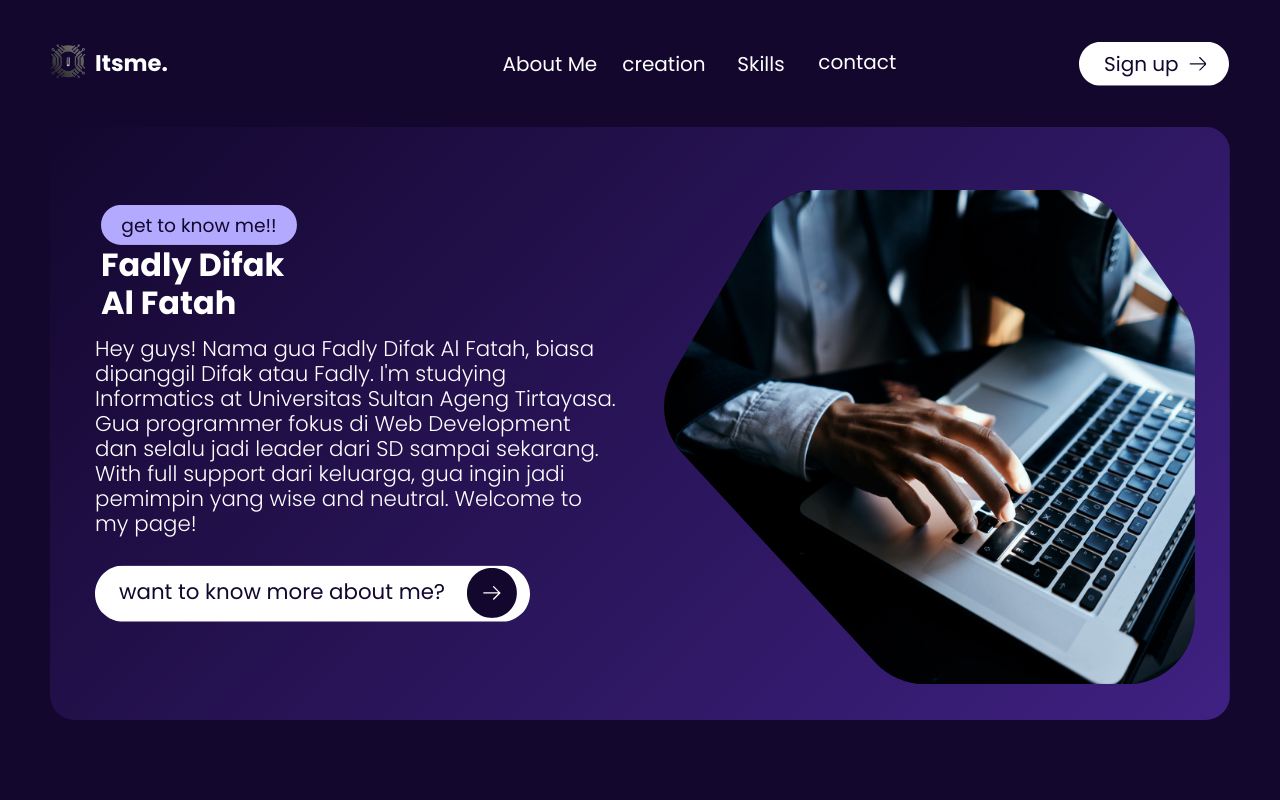 Itsme.
About Me
creation
Skills
contact
Sign up
get to know me!!
Fadly Difak
Al Fatah
Hey guys! Nama gua Fadly Difak Al Fatah, biasa
dipanggil Difak atau Fadly. I'm studying
Informatics at Universitas Sultan Ageng Tirtayasa.
Gua programmer fokus di Web Development
dan selalu jadi leader dari SD sampai sekarang.
With full support dari keluarga, gua ingin jadi
pemimpin yang wise and neutral. Welcome to
my page!
want to know more about me?